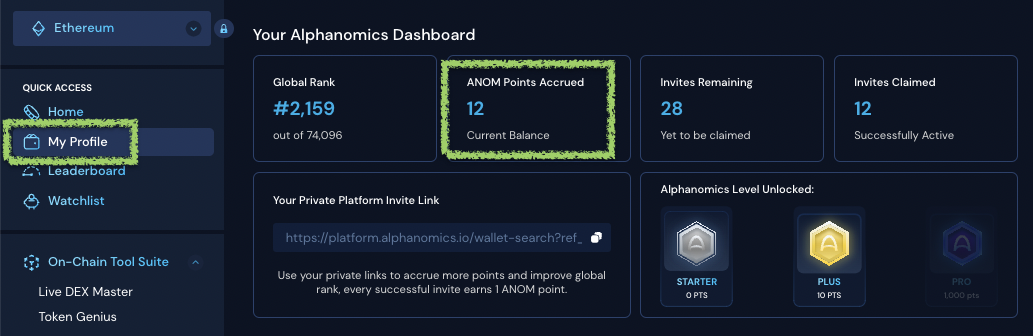 Ethereum
QUICK ACCESS
Home
My Profile
Leaderboard
Watchlist
On-Chain Tool Suite
Live DEX Master
Token Genius
Your Alphanomics Dashboard
Global Rank
#2,159
out of 74,096
ANOM Points Accrued
12
Current Balance
Invites Remaining
28
Yet to be claimed
Invites Claimed
12
Successfully Active
Your Private Platform Invite Link
https://platform.alphanomics.io/wallet-search?ref_
Use your private links to accrue more points and improve global
rank, every successful invite earns 1 ANOM point.
Alphanomics Level Unlocked:
STARTER
0 PTS
PLUS
10 PTS
PRO
1,000 pts